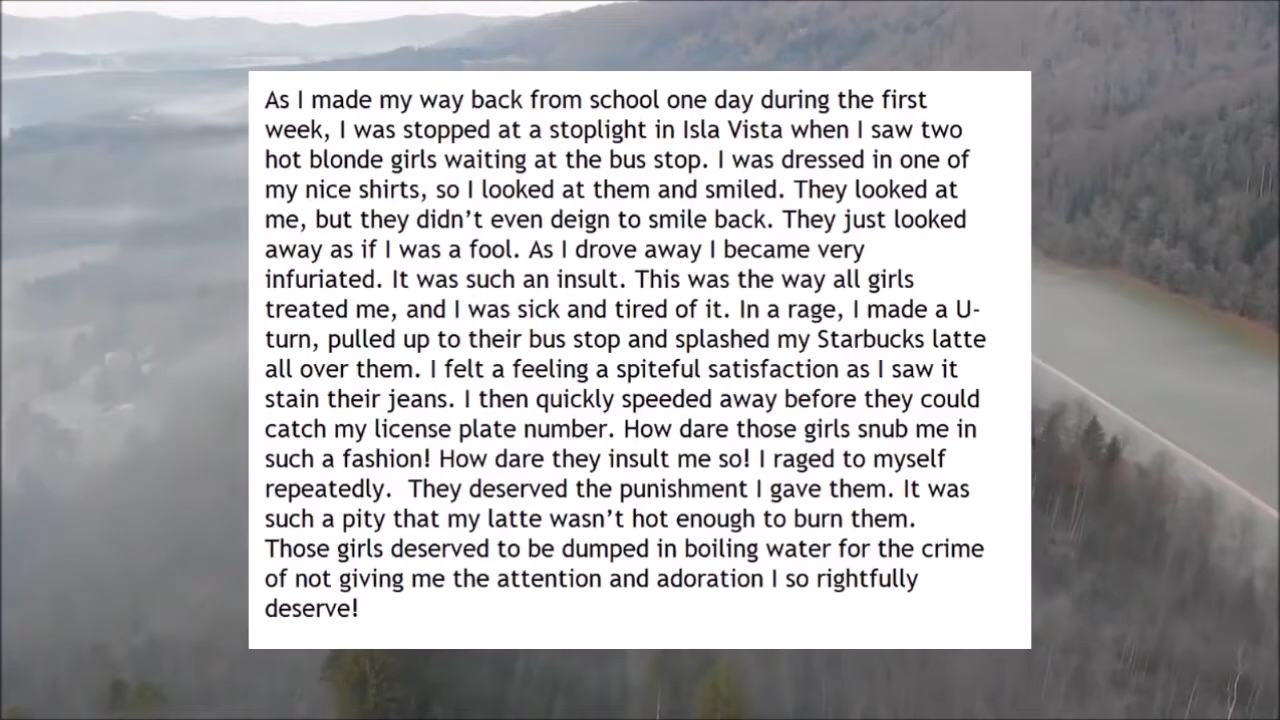 As I made my way back from school one day during the first
week, I was stopped at a stoplight in Isla Vista when I saw two
hot blonde girls waiting at the bus stop. I was dressed in one of
my nice shirts, so I looked at them and smiled. They looked at
me, but they didn’t even deign to smile back. They just looked
away as if I was a fool. As I drove away I became very
infuriated. It was such an insult. This was the way all girls
treated me, and I was sick and tired of it. In a rage, I made a U-
turn, pulled up to their bus stop and splashed my Starbucks latte
all over them. I felt a feeling a spiteful satisfaction as I saw it
stain their jeans. I then quickly speeded away before they could
catch my license plate number. How dare those girls snub me in
such a fashion! How dare they insult me so! I raged to myself
repeatedly.  They deserved the punishment I gave them. It was
such a pity that my latte wasn’t hot enough to burn them.
Those girls deserved to be dumped in boiling water for the crime
of not giving me the attention and adoration I so rightfully
deserve!